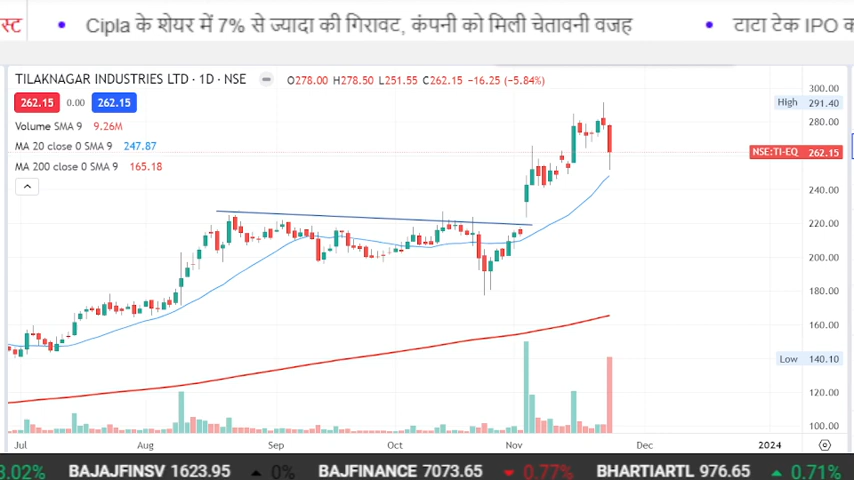 स्ट • Cipla के शेयर में 7% से ज्यादा की गिरावट, कंपनी को मिली चेतावनी वजह • टाटा टेक IPO क
TILAKNAGAR INDUSTRIES LTD · 1D · NSE O278.00 H278.50 L251.55 C262.15 −16.25 (−5.84%)
262.15 0.00 262.15
Volume SMA 9 9.26M
MA 20 close 0 SMA 9 247.87
MA 200 close 0 SMA 9 165.18
300.00
High 291.40
280.00
NSE:TI-EQ 262.15
240.00
220.00
200.00
180.00
160.00
Low 140.10
120.00
100.00
Jul Aug Sep Oct Nov Dec 2024
3.02% BAJAJFINSV 1623.95 0% BAJFINANCE 7073.65 0.77% BHARTIARTL 976.65 0.71%